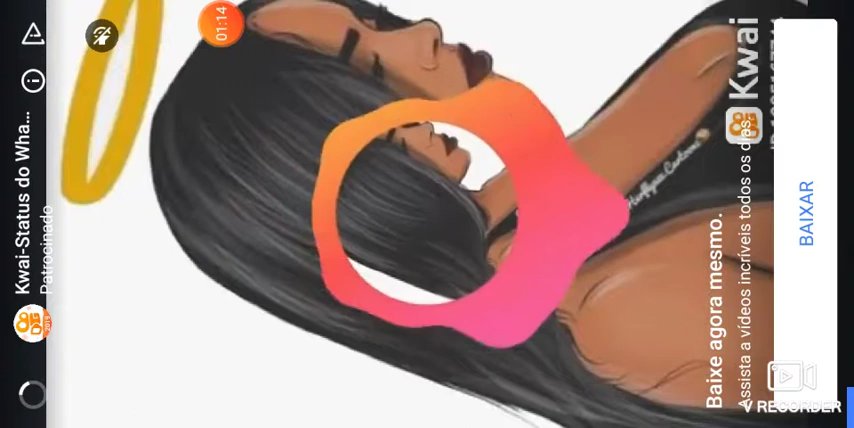 Kwai-Status do Wha...
Patrocinado
01:14
Kwai
Baixe agora mesmo.
Assista a vídeos incríveis todos os dias.
BAIXAR
V RECORDER